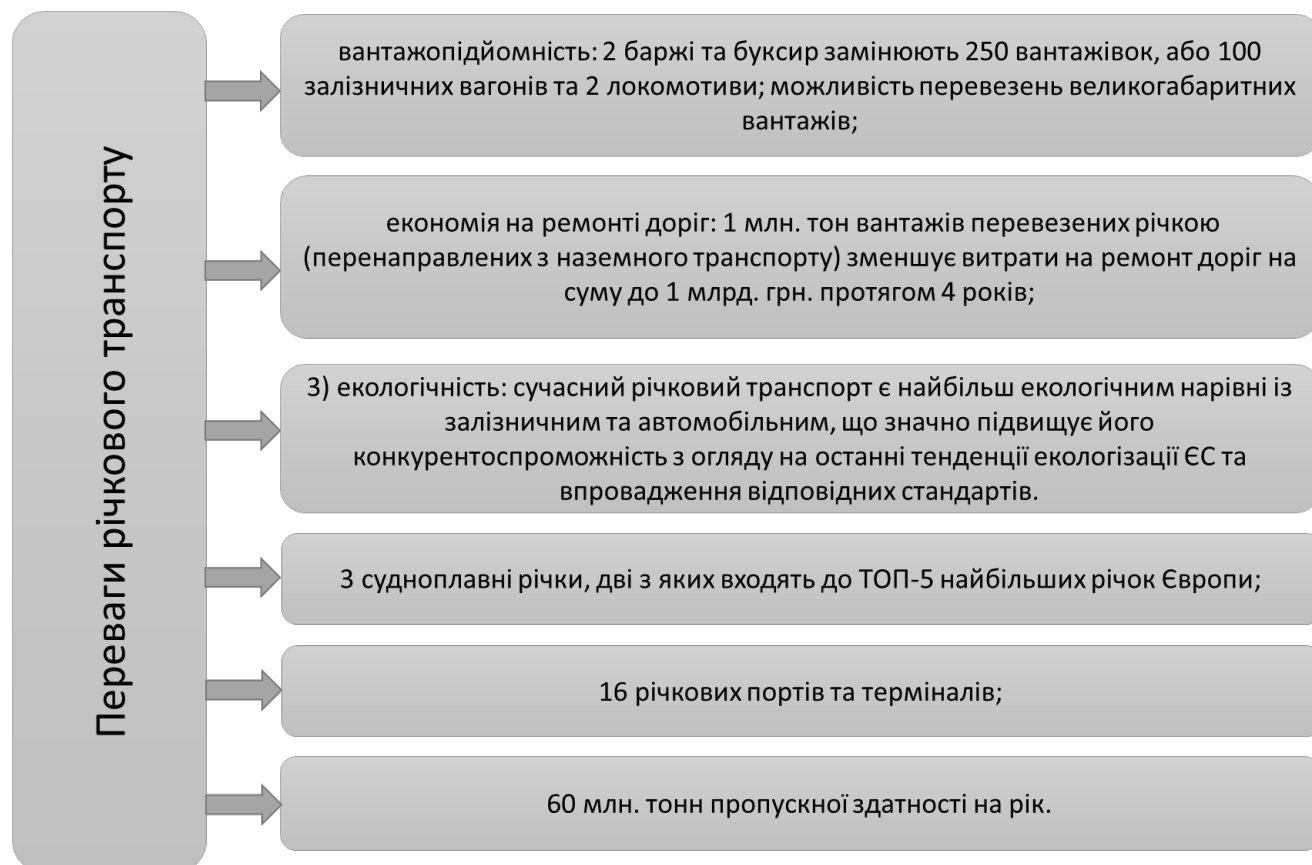 Переваги річкового транспорту
вантажопідйомність: 2 баржі та буксир замінюють 250 вантажівок, або 100
залізничних вагонів та 2 локомотиви; можливість перевезень великогабаритних
вантажів;
економія на ремонті доріг: 1 млн. тон вантажів перевезених річкою
(перенаправлених з наземного транспорту) зменшує витрати на ремонт доріг на
суму до 1 млрд. грн. протягом 4 років;
3) екологічність: сучасний річковий транспорт є найбільш екологічним нарівні із
залізничним та автомобільним, що значно підвищує його
конкурентоспроможність з огляду на останні тенденції екологізації ЄС та
впровадження відповідних стандартів.
3 судноплавні річки, дві з яких входять до ТОП-5 найбільших річок Європи;
16 річкових портів та терміналів;
60 млн. тонн пропускної здатності на рік.